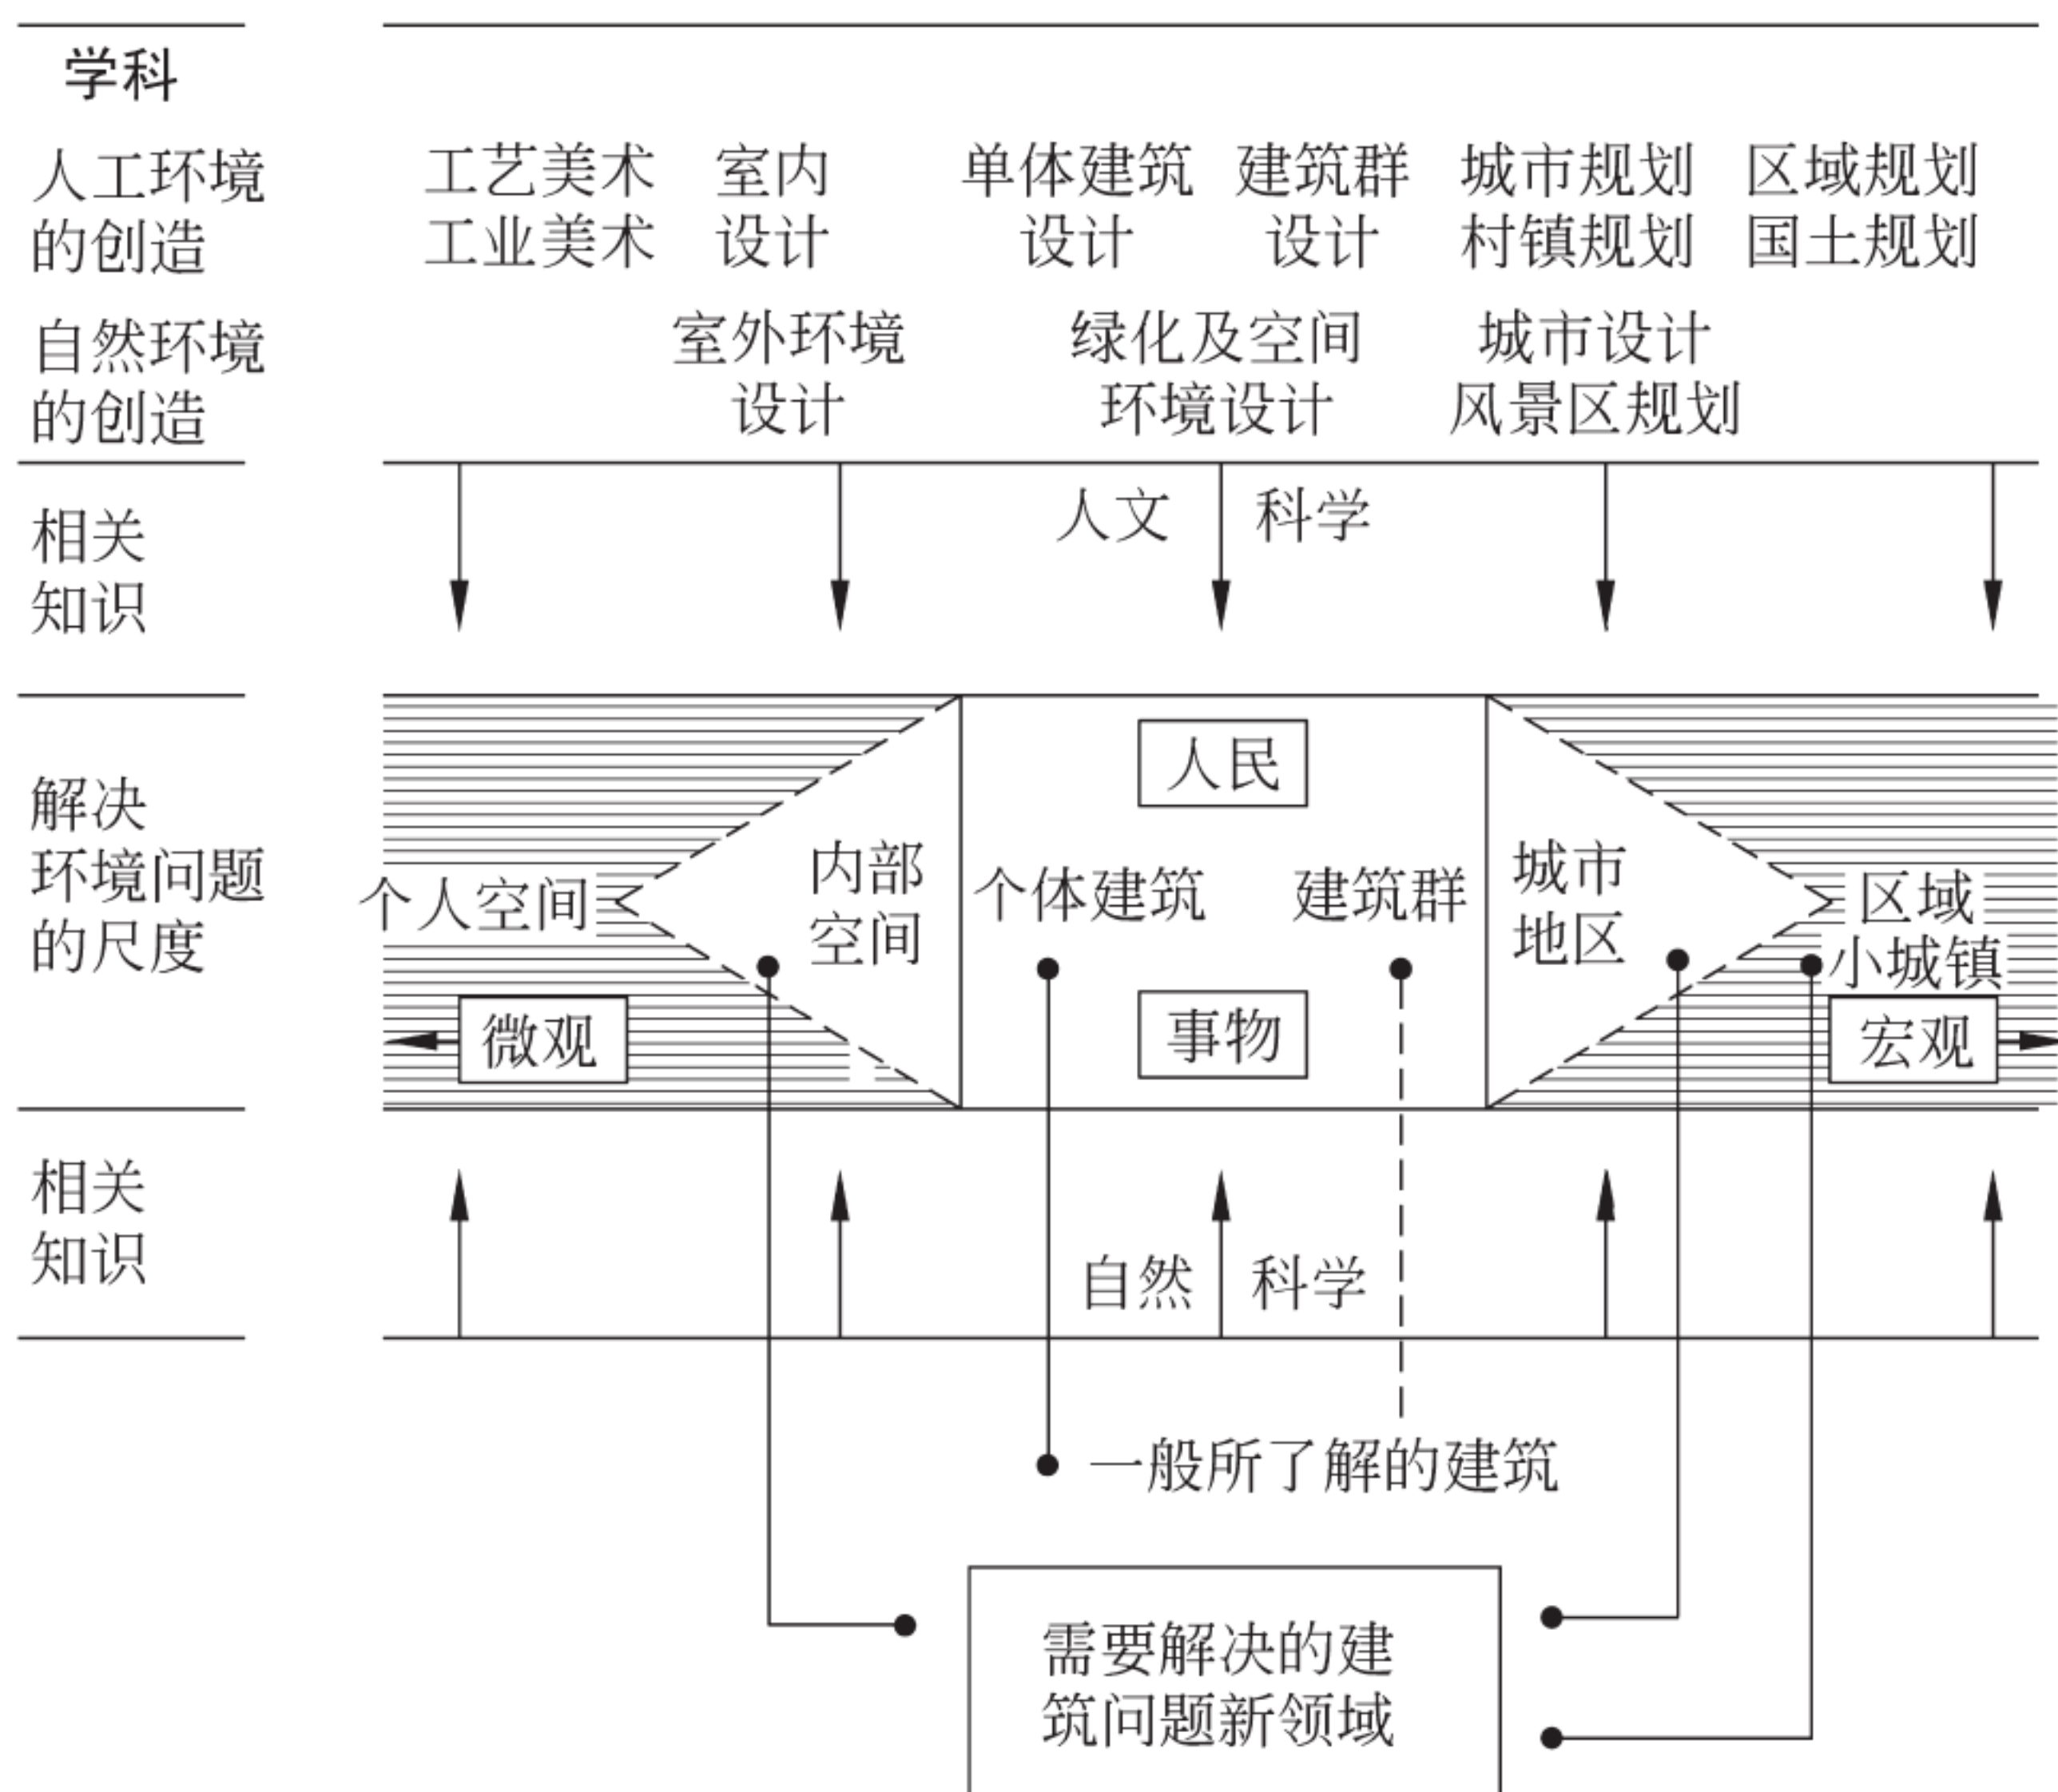 学科
人工环境
的创造
工艺美术
工业美术
室内
设计
单体建筑
设计
建筑群
设计
城市规划
村镇规划
区域规划
国土规划
自然环境
的创造
室外环境
设计
绿化及空间
环境设计
城市设计
风景区规划
相关
知识
人文 科学
解决
环境问题
的尺度
人民
个人空间
内部
空间
个体建筑
建筑群
城市
地区
区域
小城镇
微观
事物
宏观
相关
知识
自然 科学
一般所了解的建筑
需要解决的建
筑问题新领域